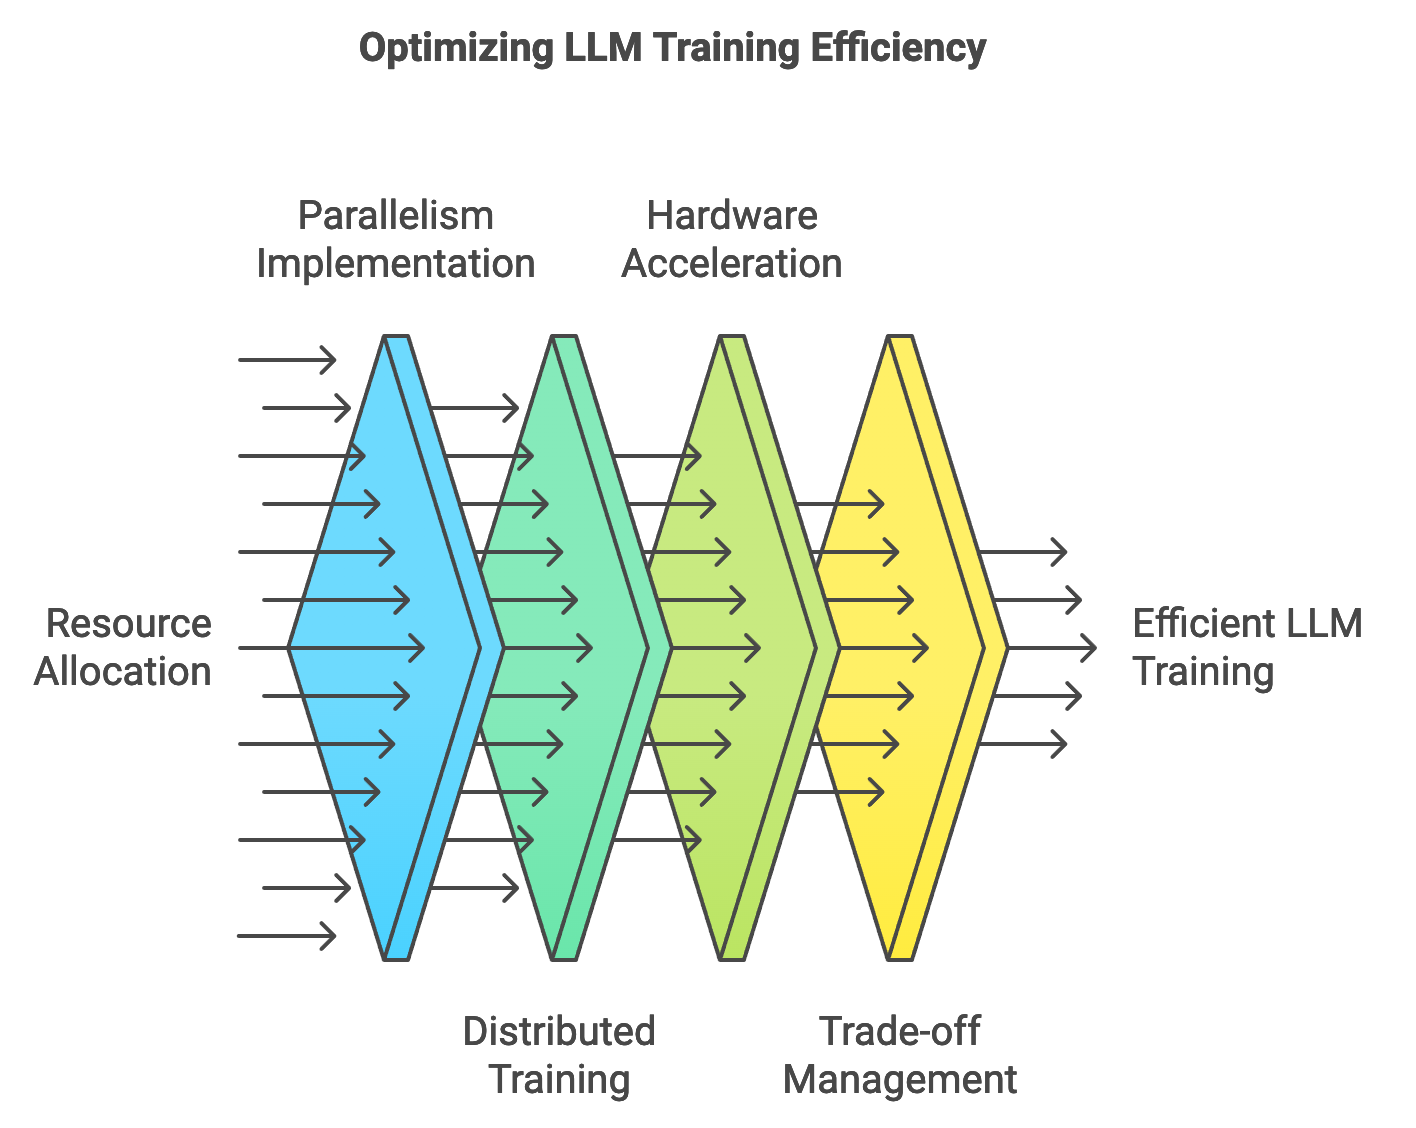 Optimizing LLM Training Efficiency
Parallelism
Implementation
Hardware
Acceleration
Resource
Allocation
Efficient LLM
Training
Distributed
Training
Trade-off
Management